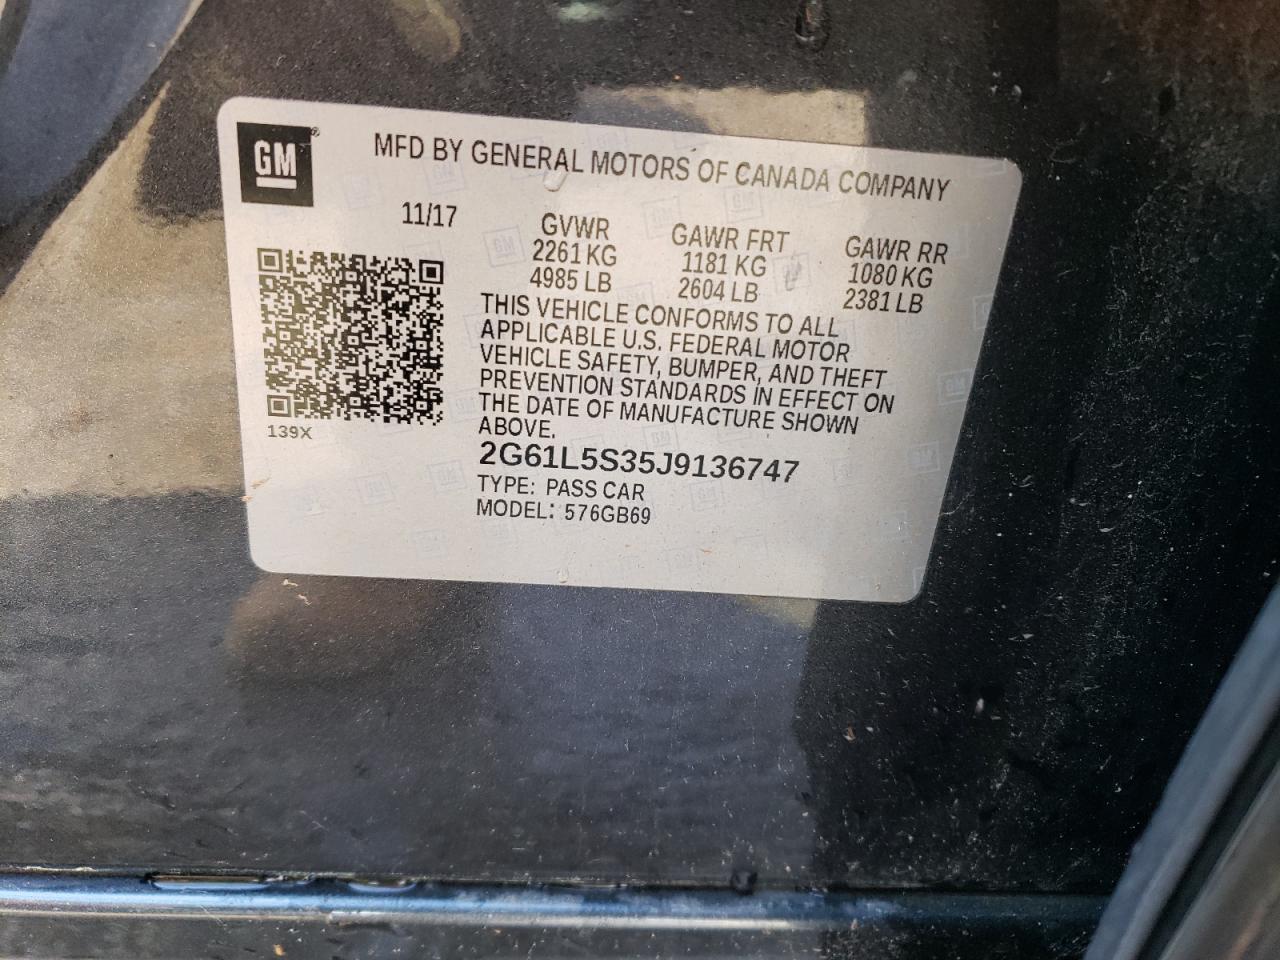 GM®
MFD BY GENERAL MOTORS OF CANADA COMPANY
11/17
GVWR
2261 KG
4985 LB
GAWR FRT
1181 KG
2604 LB
GAWR RR
1080 KG
2381 LB
THIS VEHICLE CONFORMS TO ALL
APPLICABLE U.S. FEDERAL MOTOR
VEHICLE SAFETY, BUMPER, AND THEFT
PREVENTION STANDARDS IN EFFECT ON
THE DATE OF MANUFACTURE SHOWN
ABOVE.
139X
2G61L5S35J9136747
TYPE: PASS CAR
MODEL: 576GB69